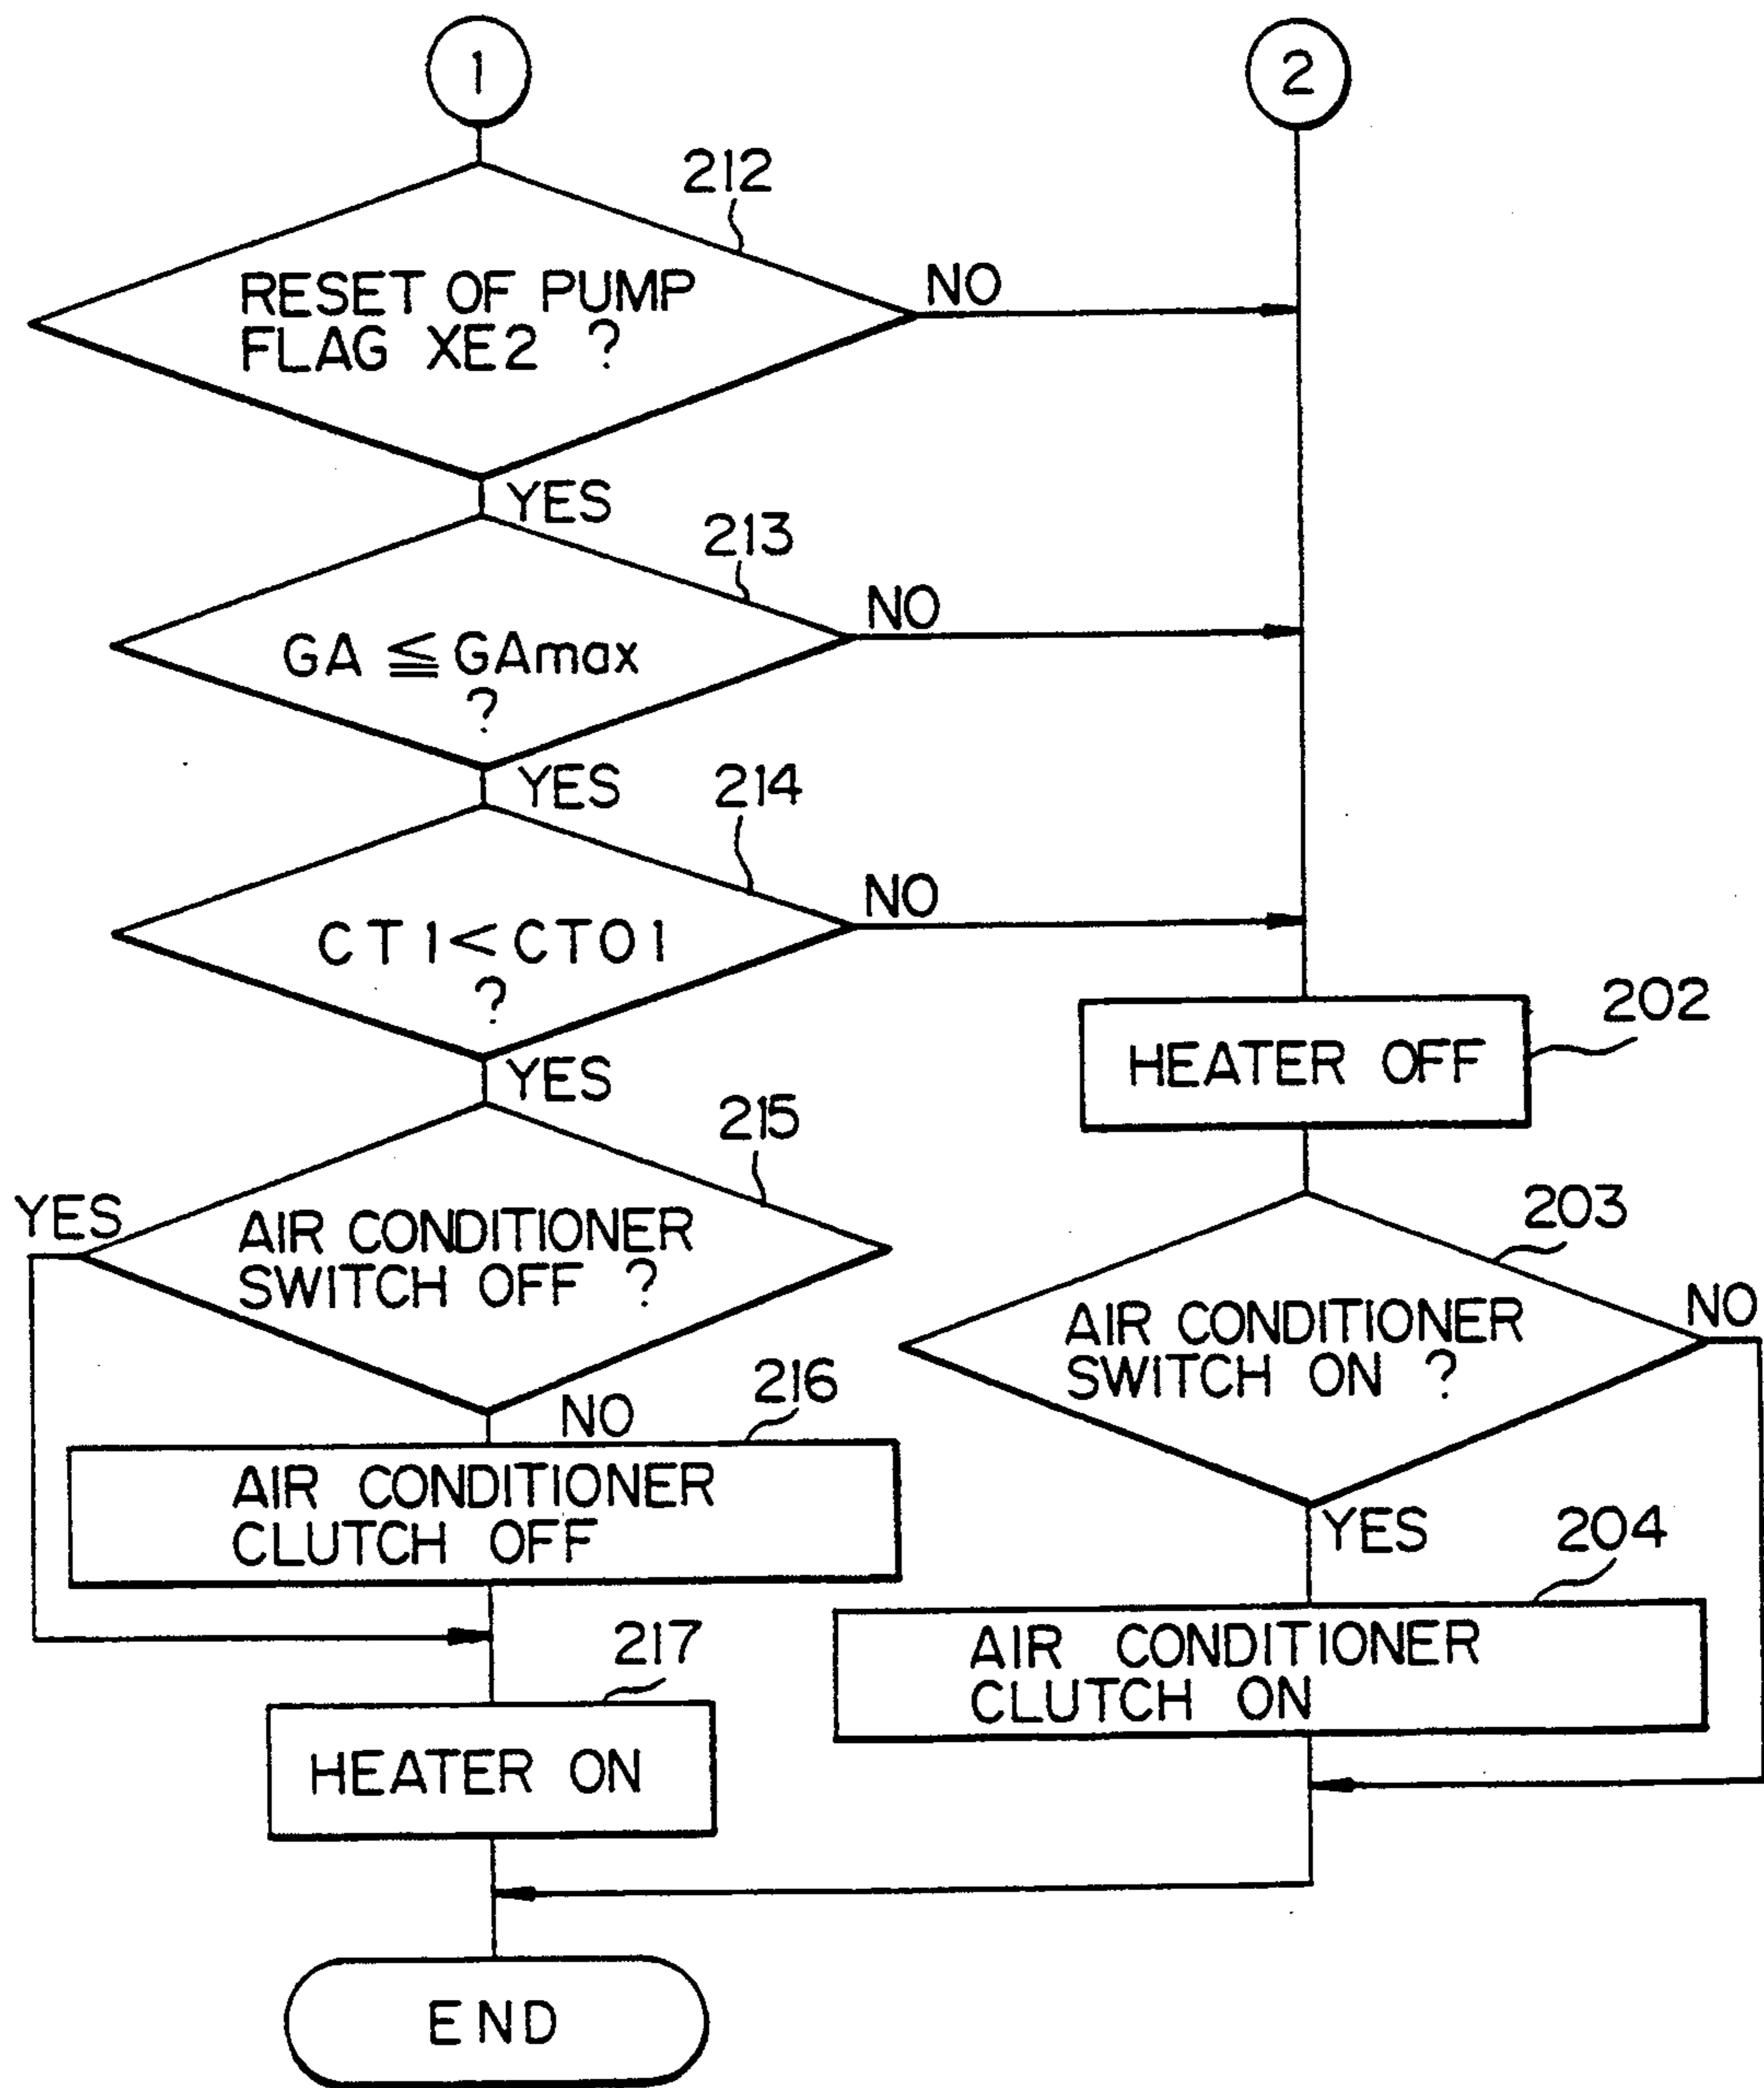 1
2
212
RESET OF PUMP
FLAG XE2 ?
NO
YES
213
GA ≦ GAmax
?
NO
YES
214
CT1<CT01
?
NO
YES
202
HEATER OFF
215
YES
AIR CONDITIONER
SWITCH OFF ?
NO
203
AIR CONDITIONER
SWITCH ON ?
NO
YES
216
AIR CONDITIONER
CLUTCH OFF
204
AIR CONDITIONER
CLUTCH ON
217
HEATER ON
END